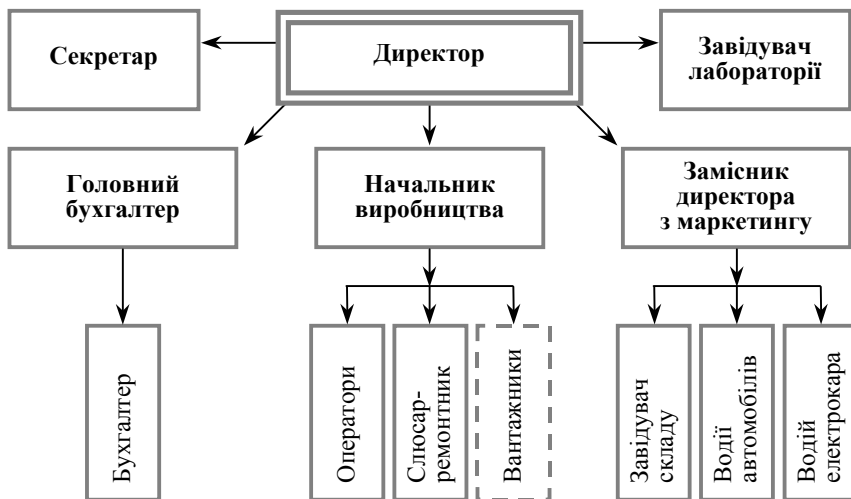 Секретар
Директор
Завідувач
лабораторії
Головний
бухгалтер
Начальник
виробництва
Замісник
директора
з маркетингу
Бухгалтер
Оператори
Слюсар-
ремонтник
Вантажники
Завідувач
складу
Водії
автомобілів
Водій
електрокара